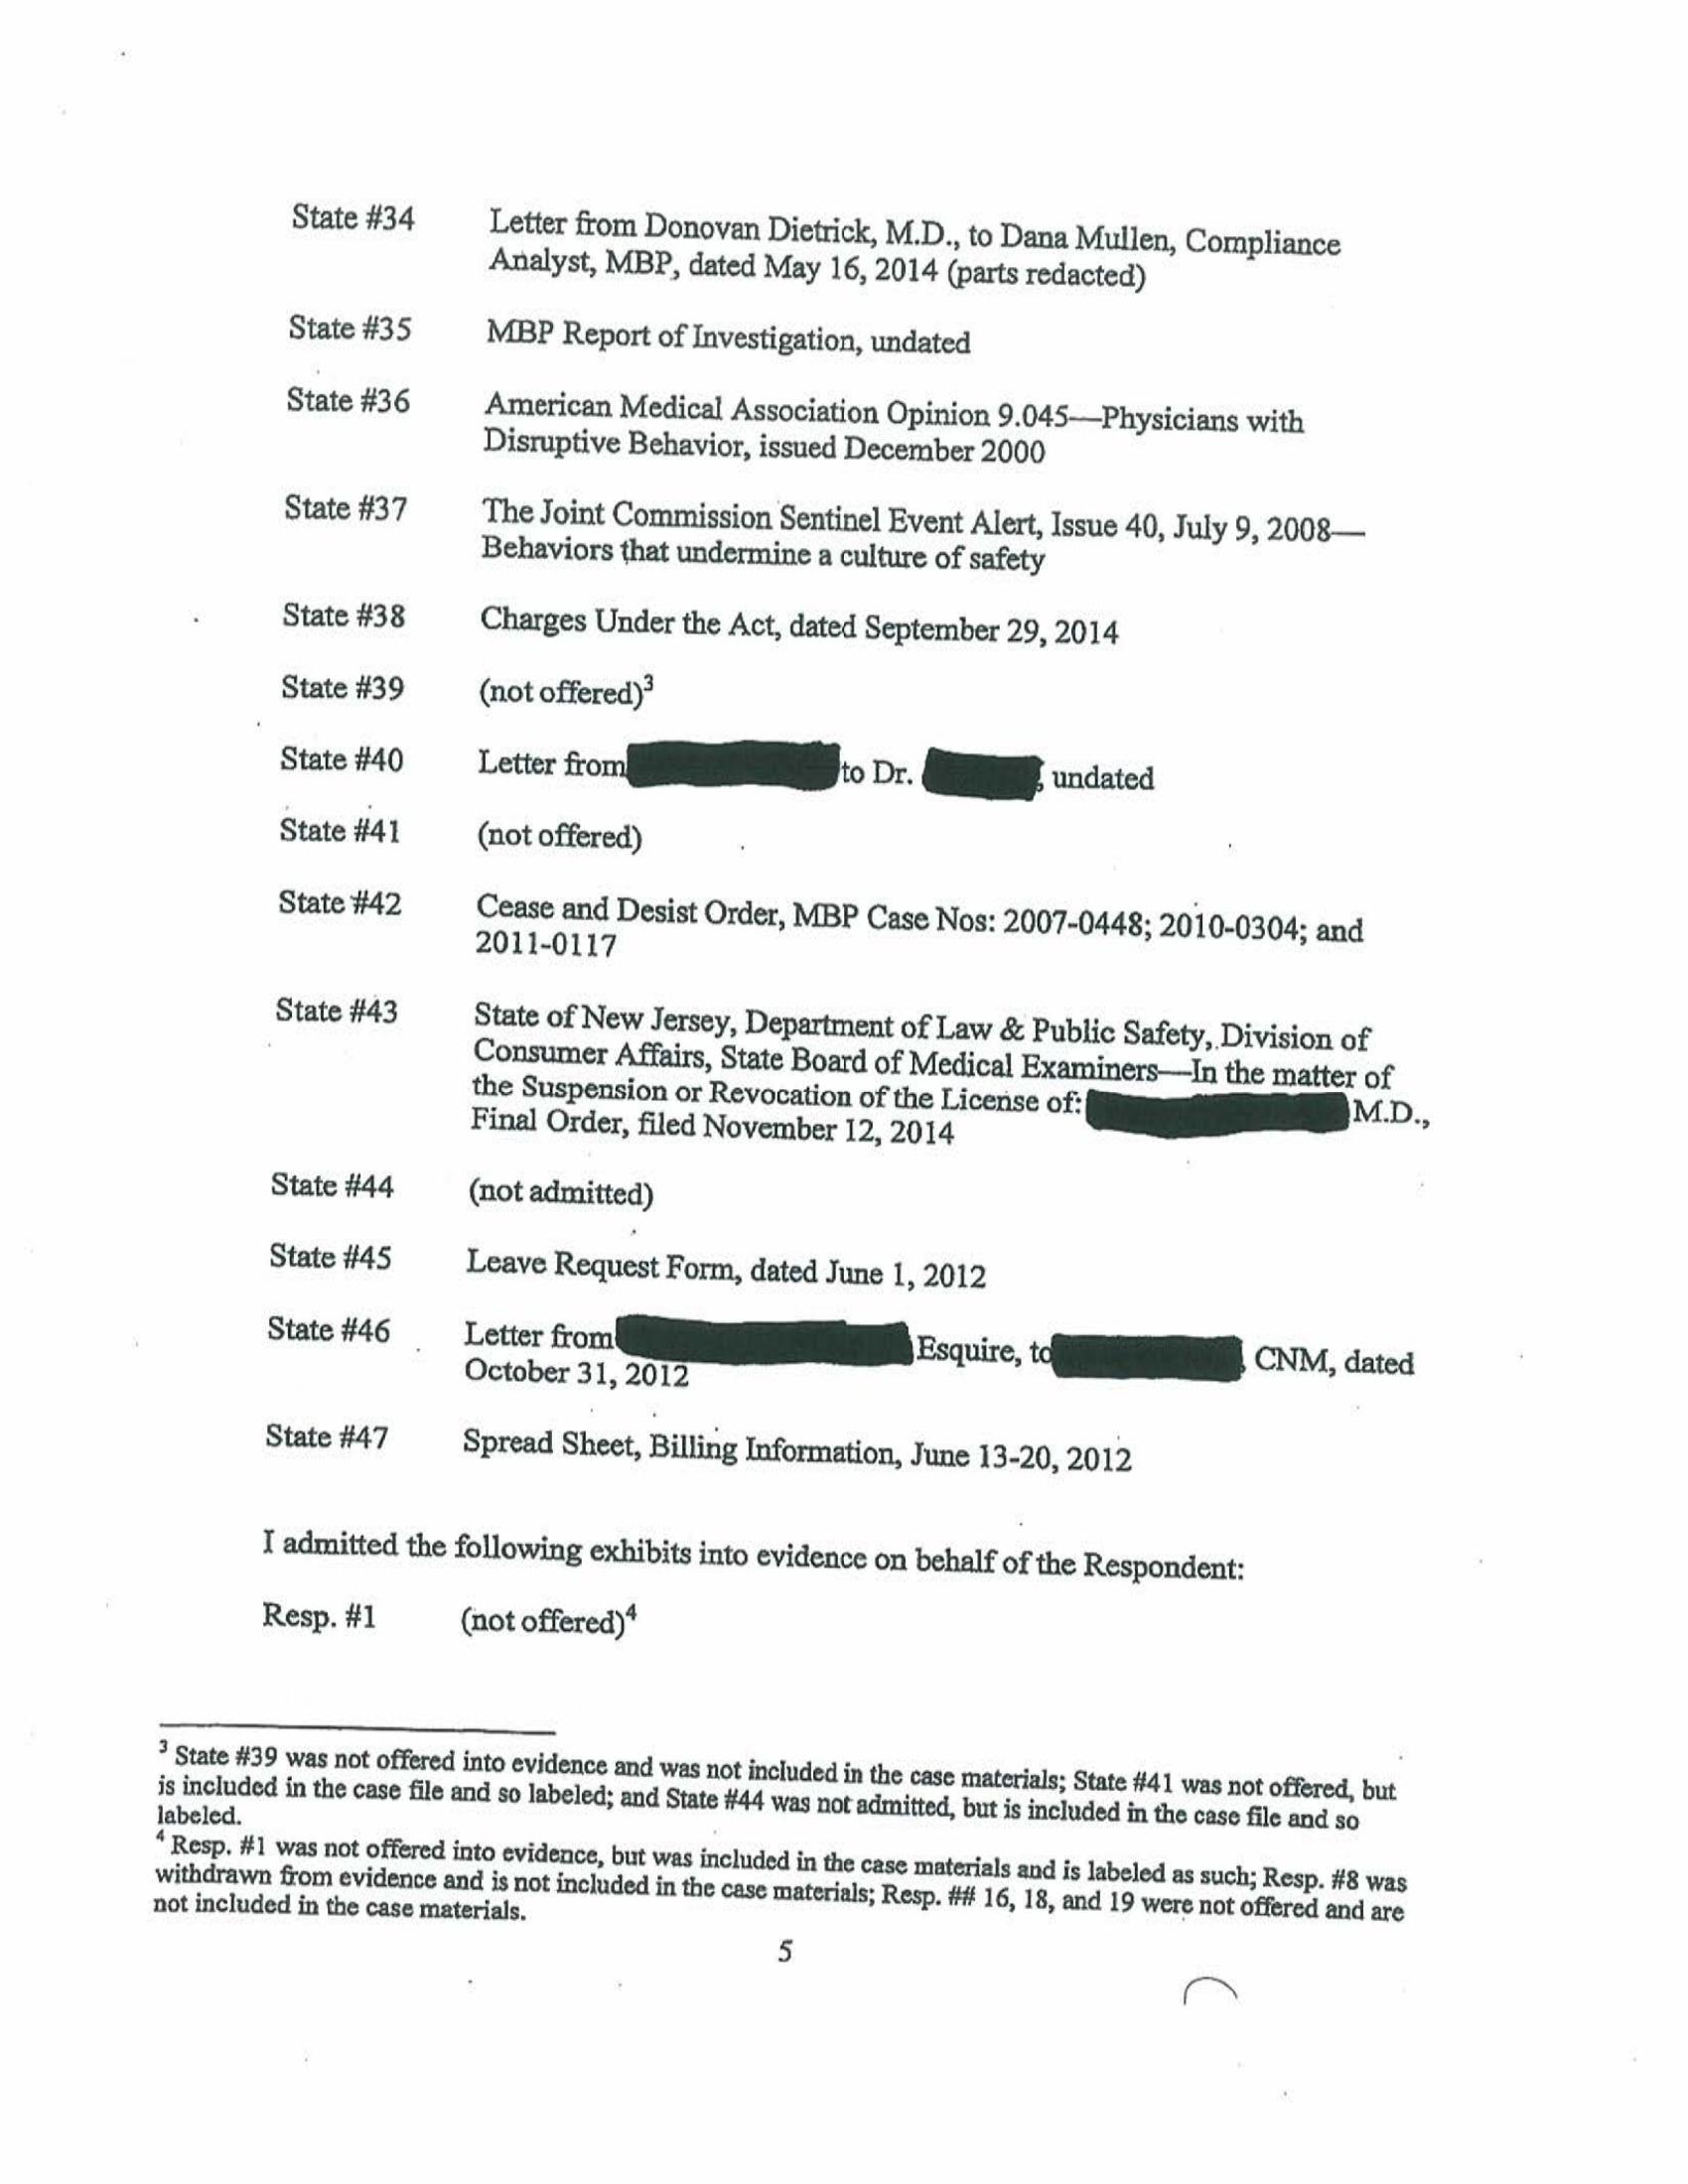 State #34 Letter from Donovan Dietrick, M.D., to Dana Mullen, Compliance
Analyst, MBP, dated May 16, 2014 (parts redacted)
State #35 MBP Report of Investigation, undated
State #36 American Medical Association Opinion 9.045—Physicians with
Disruptive Behavior, issued December 2000
State #37 The Joint Commission Sentinel Event Alert, Issue 40, July 9, 2008—
Behaviors that undermine a culture of safety
State #38 Charges Under the Act, dated September 29, 2014
State #39 (not offered)³
State #40 Letter from to Dr. , undated
State #41 (not offered)
State #42 Cease and Desist Order, MBP Case Nos: 2007-0448; 2010-0304; and
2011-0117
State #43 State of New Jersey, Department of Law & Public Safety, Division of
Consumer Affairs, State Board of Medical Examiners—In the matter of
the Suspension or Revocation of the License of: M.D.,
Final Order, filed November 12, 2014
State #44 (not admitted)
State #45 Leave Request Form, dated June 1, 2012
State #46 Letter from Esquire, to , CNM, dated
October 31, 2012
State #47 Spread Sheet, Billing Information, June 13-20, 2012
I admitted the following exhibits into evidence on behalf of the Respondent:
Resp. #1 (not offered)⁴
³ State #39 was not offered into evidence and was not included in the case materials; State #41 was not offered, but
is included in the case file and so labeled; and State #44 was not admitted, but is included in the case file and so
labeled.
⁴ Resp. #1 was not offered into evidence, but was included in the case materials and is labeled as such; Resp. #8 was
withdrawn from evidence and is not included in the case materials; Resp. ## 16, 18, and 19 were not offered and are
not included in the case materials.
5